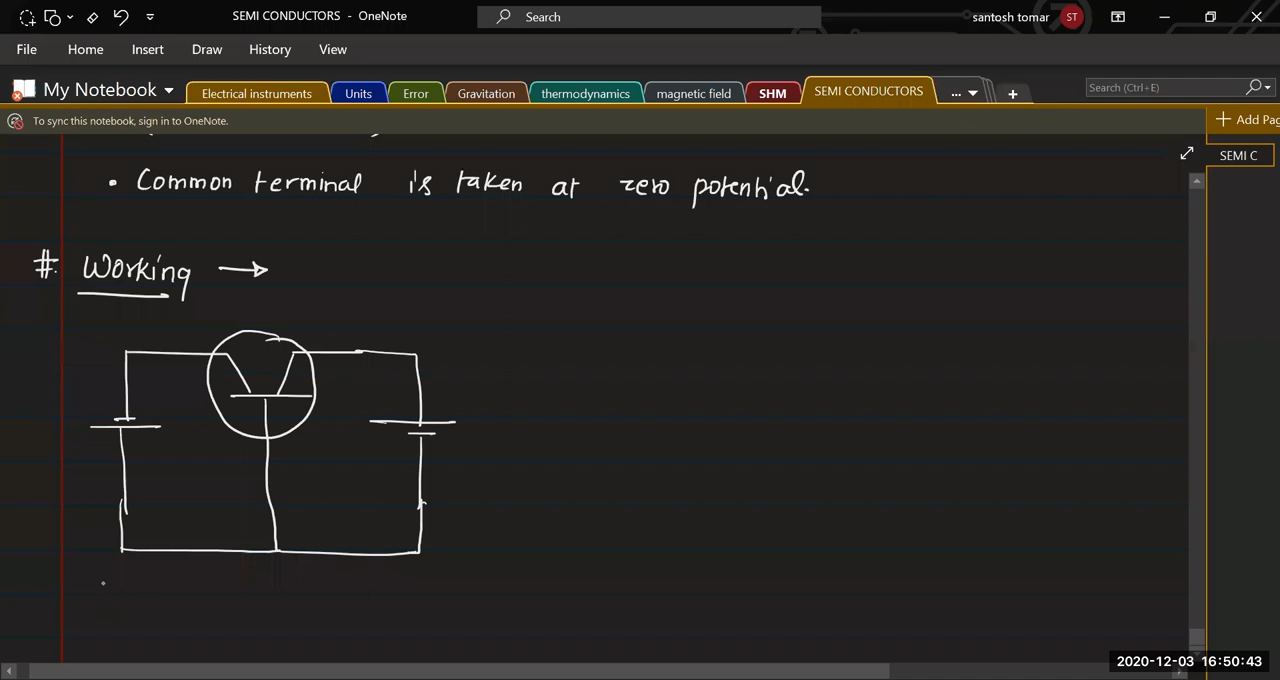 SEMI CONDUCTORS - OneNote
Search
santosh tomar
ST
File Home Insert Draw History View
My Notebook
Electrical instruments
Units
Error
Gravitation
thermodynamics
magnetic field
SHM
SEMI CONDUCTORS
...
Search (Ctrl+E)
To sync this notebook, sign in to OneNote.
Add Pag
SEMI C
• Common terminal is taken at zero potential.
# Working →
2020-12-03 16:50:43